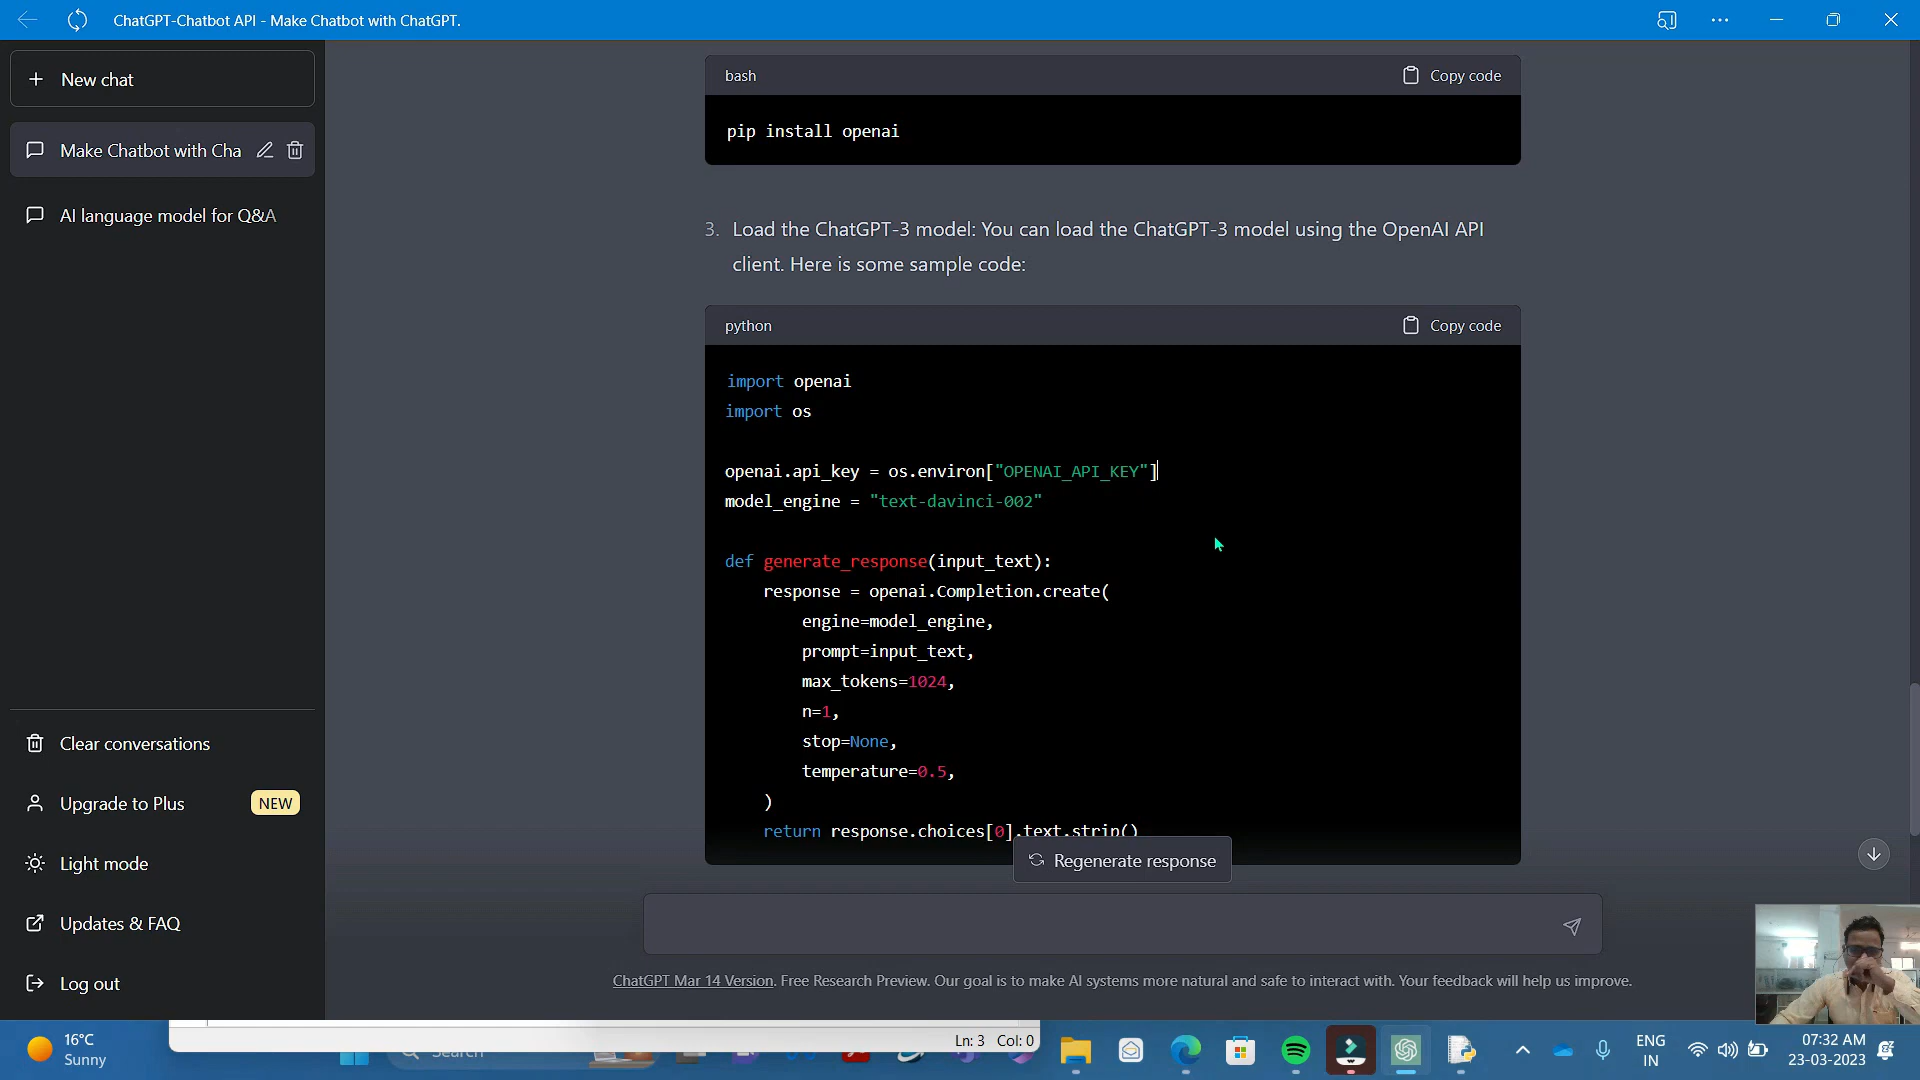 ChatGPT-Chatbot API - Make Chatbot with ChatGPT.
New chat
Make Chatbot with Cha
AI language model for Q&A
Clear conversations
Upgrade to Plus NEW
Light mode
Updates & FAQ
Log out
bash Copy code
pip install openai
3. Load the ChatGPT-3 model: You can load the ChatGPT-3 model using the OpenAI API
client. Here is some sample code:
python Copy code
import openai
import os
openai.api_key = os.environ["OPENAI_API_KEY"]
model_engine = "text-davinci-002"
def generate_response(input_text):
response = openai.Completion.create(
engine=model_engine,
prompt=input_text,
max_tokens=1024,
n=1,
stop=None,
temperature=0.5,
)
return response.choices[0].text.strip()
Regenerate response
ChatGPT Mar 14 Version. Free Research Preview. Our goal is to make AI systems more natural and safe to interact with. Your feedback will help us improve.
Ln: 3 Col: 0
16°C
Sunny
Search
ENG
IN
07:32 AM
23-03-2023